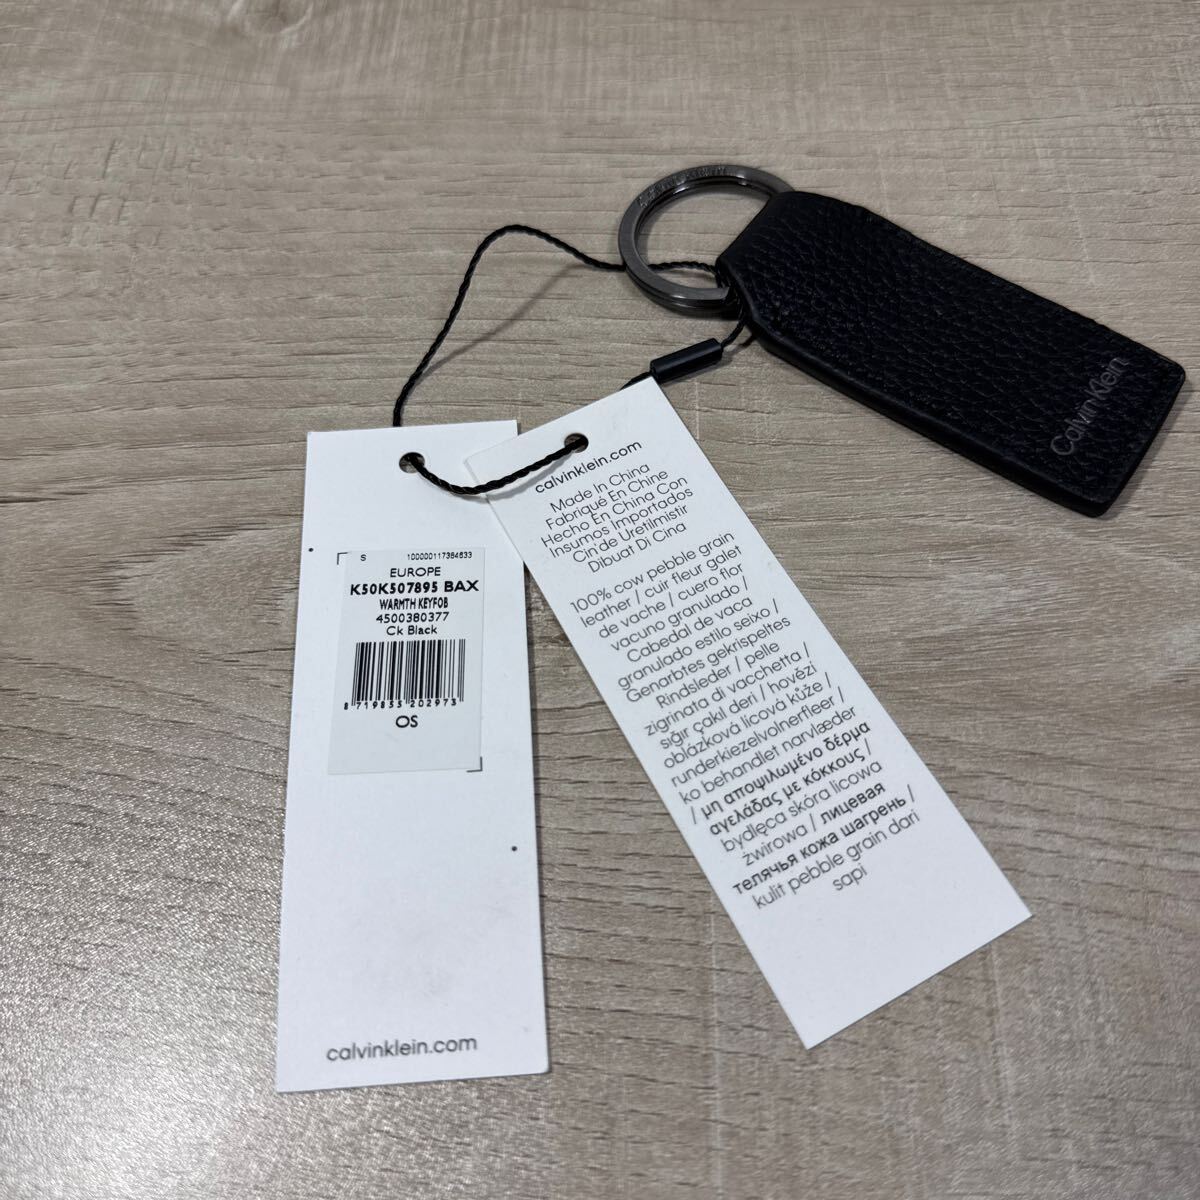 S 100000117384633
EUROPE
K50K507895 BAX
WARMTH KEYFOB
4500380377
Ck Black
8 719855 202973
OS
calvinklein.com
calvinklein.com
Made In China
Fabriqué En Chine
Hecho En China Con
Insumos Importados
Cin'de Üretilmistir
Dibuat Di Cina
100% cow pebble grain
leather / cuir fleur galet
de vache / cuero flor
vacuno granulado /
Cabedal de vaca
granulado estilo seixo /
Genarbtes gekrispeltes
Rindsleder / pelle
zigrinata di vacchetta /
sığır çakıl deri / hovězí
oblázková licová kůže /
runderkiezelvolnerfleer /
ko behandlet narvlæder
/ μη αποψιλωμένο δέρμα
αγελάδας με κόκκους /
bydlęca skóra licowa
żwirowa / лицевая
телячья кожа шагрень /
kulit pebble grain dari
sapi
Calvin Klein